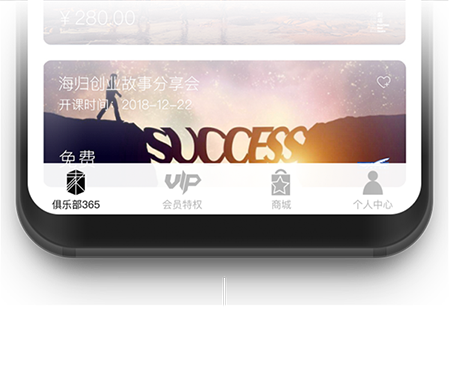 ￥280.00
海归创业故事分享会
开课时间：2018-12-22
SUCCESS
免费
VIP
俱乐部365
会员特权
商城
个人中心